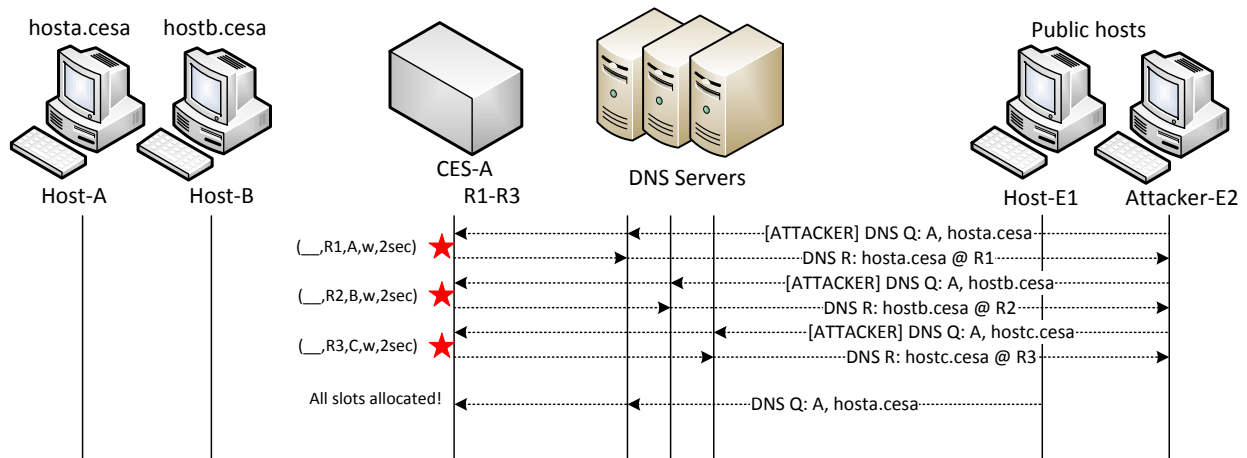 hosta.cesa
hostb.cesa
Public hosts
CES-A
R1-R3
DNS Servers
Host-A
Host-B
Host-E1
Attacker-E2
[ATTACKER] DNS Q: A, hosta.cesa
(__,R1,A,w,2sec)
DNS R: hosta.cesa @ R1
[ATTACKER] DNS Q: A, hostb.cesa
(__,R2,B,w,2sec)
DNS R: hostb.cesa @ R2
[ATTACKER] DNS Q: A, hostc.cesa
(__,R3,C,w,2sec)
DNS R: hostc.cesa @ R3
All slots allocated!
DNS Q: A, hosta.cesa